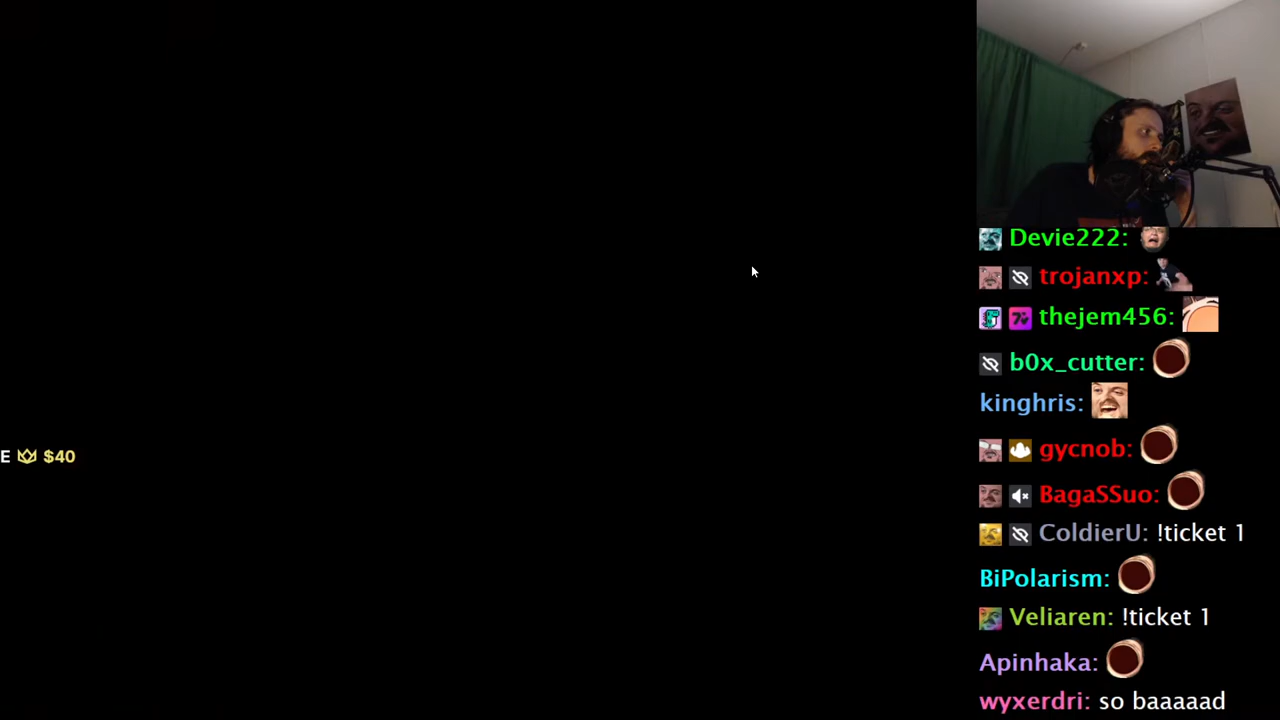 Devie222:
trojanxp:
thejem456:
b0x_cutter:
kinghris:
E $40
gycnob:
BagaSSuo:
ColdierU: !ticket 1
BiPolarism:
Veliaren: !ticket 1
Apinhaka:
wyxerdri: so baaaaad